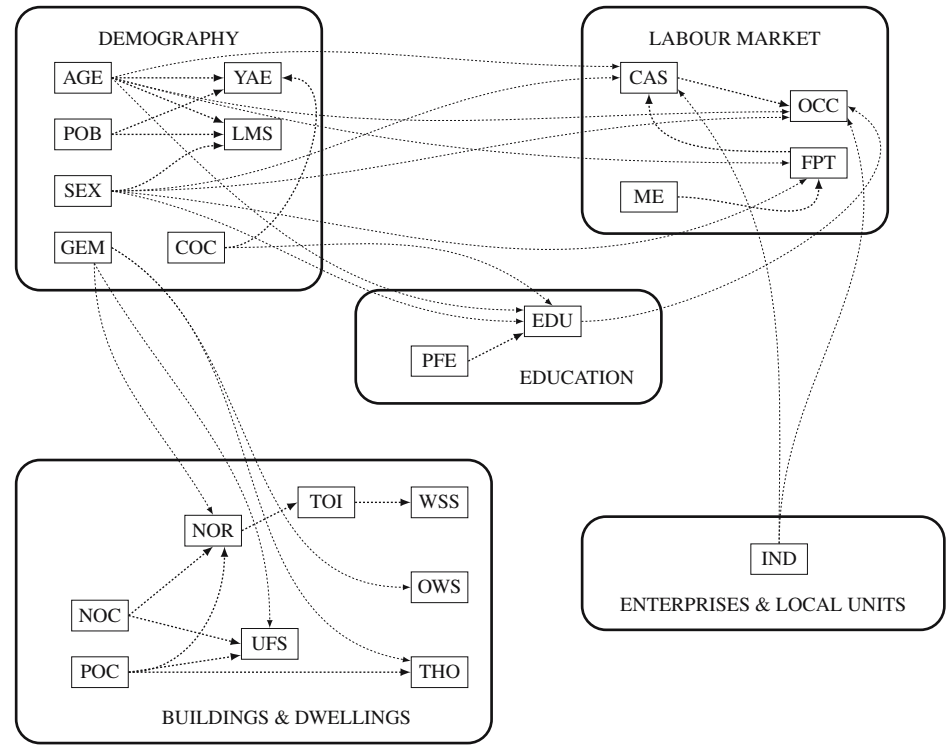 DEMOGRAPHY
AGE
YAE
POB
LMS
SEX
GEM
COC
LABOUR MARKET
CAS
OCC
FPT
ME
EDU
PFE
EDUCATION
TOI
WSS
NOR
OWS
NOC
UFS
POC
THO
BUILDINGS & DWELLINGS
IND
ENTERPRISES & LOCAL UNITS